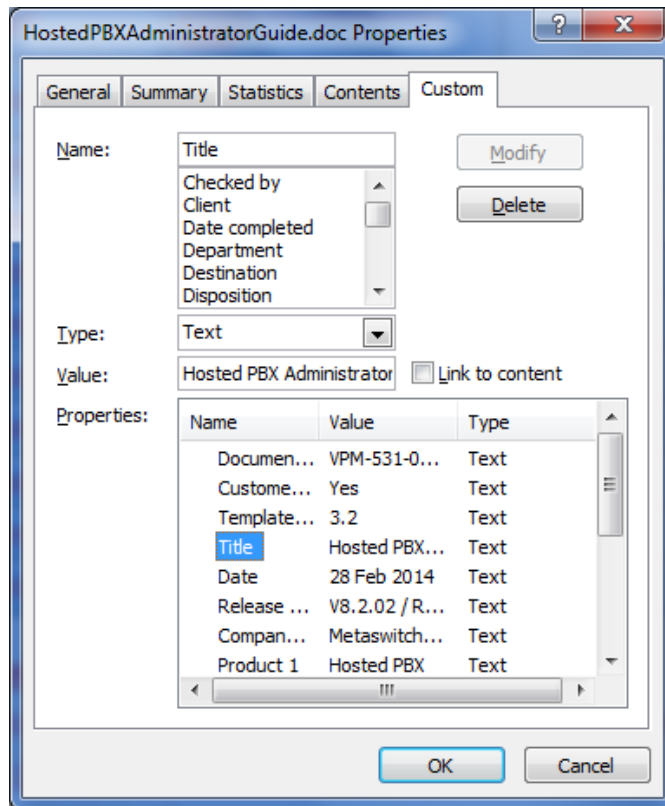 HostedPBXAdministratorGuide.doc Properties
General Summary Statistics Contents Custom
Name: Title Modify
Checked by
Client
Delete
Date completed
Department
Destination
Disposition
Type: Text
Value: Hosted PBX Administrator Link to content
Properties:
Name Value Type
Documen... VPM-531-0... Text
Custome... Yes Text
Template... 3.2 Text
Title Hosted PBX... Text
Date 28 Feb 2014 Text
Release ... V8.2.02 / R... Text
Compan... Metaswitch... Text
Product 1 Hosted PBX Text
OK Cancel